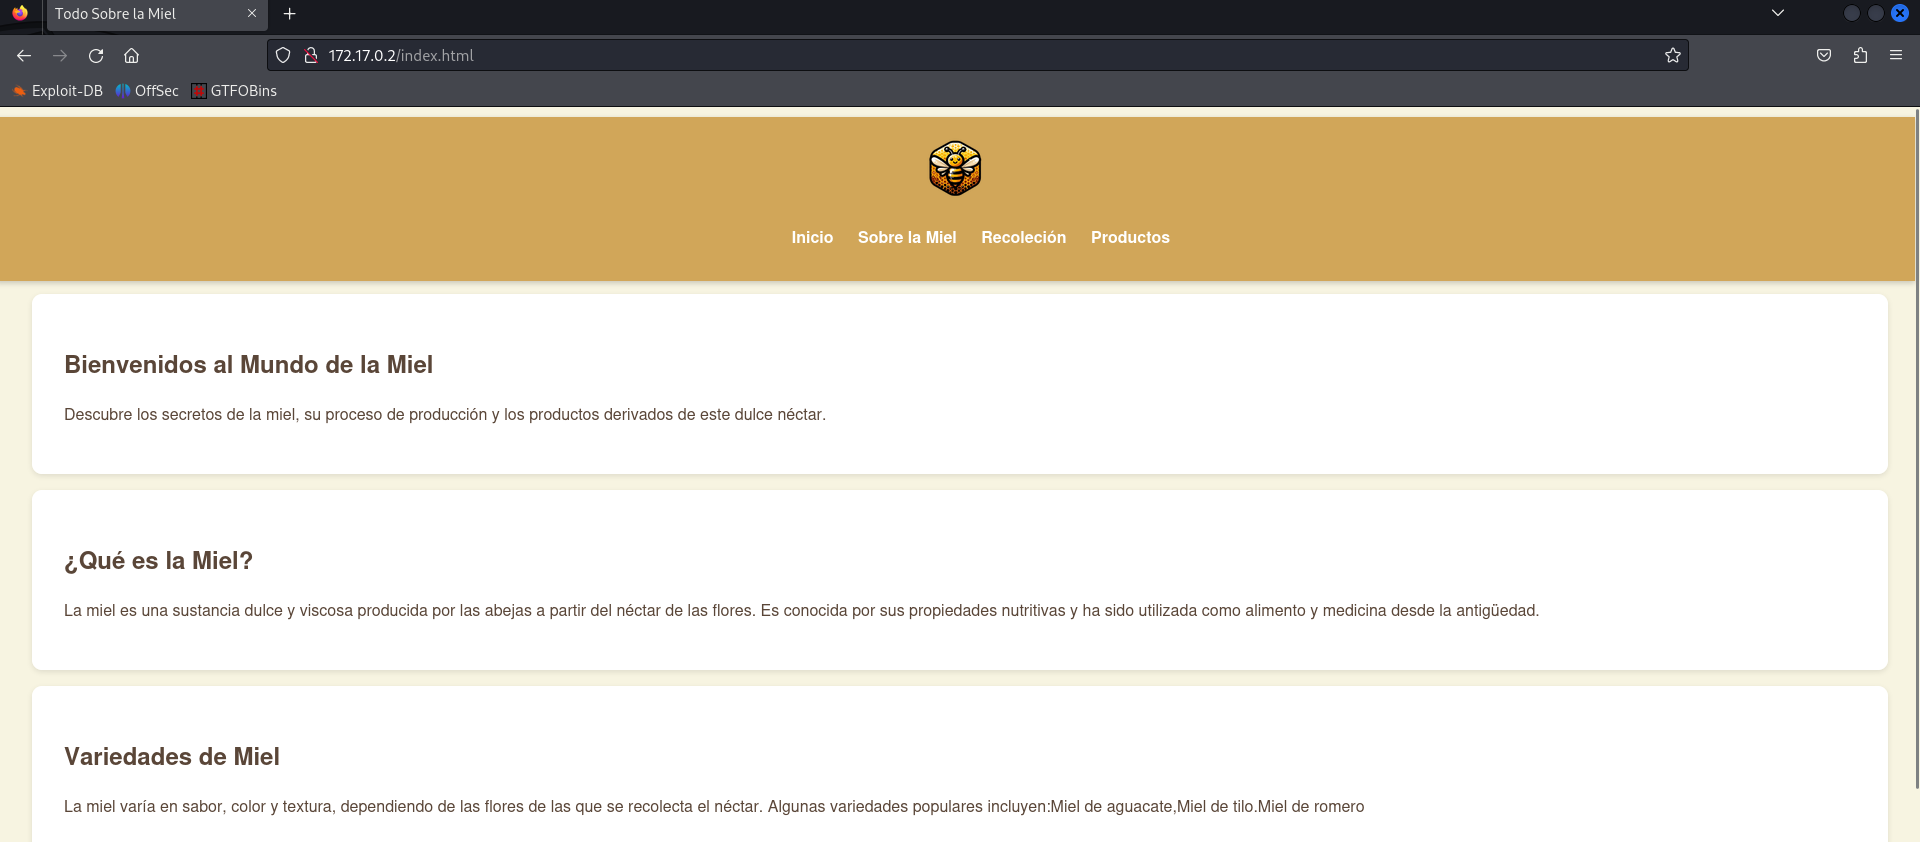 Todo Sobre la Miel
172.17.0.2/index.html
Exploit-DB OffSec GTFOBins
Inicio Sobre la Miel Recoleción Productos
Bienvenidos al Mundo de la Miel
Descubre los secretos de la miel, su proceso de producción y los productos derivados de este dulce néctar.
¿Qué es la Miel?
La miel es una sustancia dulce y viscosa producida por las abejas a partir del néctar de las flores. Es conocida por sus propiedades nutritivas y ha sido utilizada como alimento y medicina desde la antigüedad.
Variedades de Miel
La miel varía en sabor, color y textura, dependiendo de las flores de las que se recolecta el néctar. Algunas variedades populares incluyen:Miel de aguacate,Miel de tilo.Miel de romero